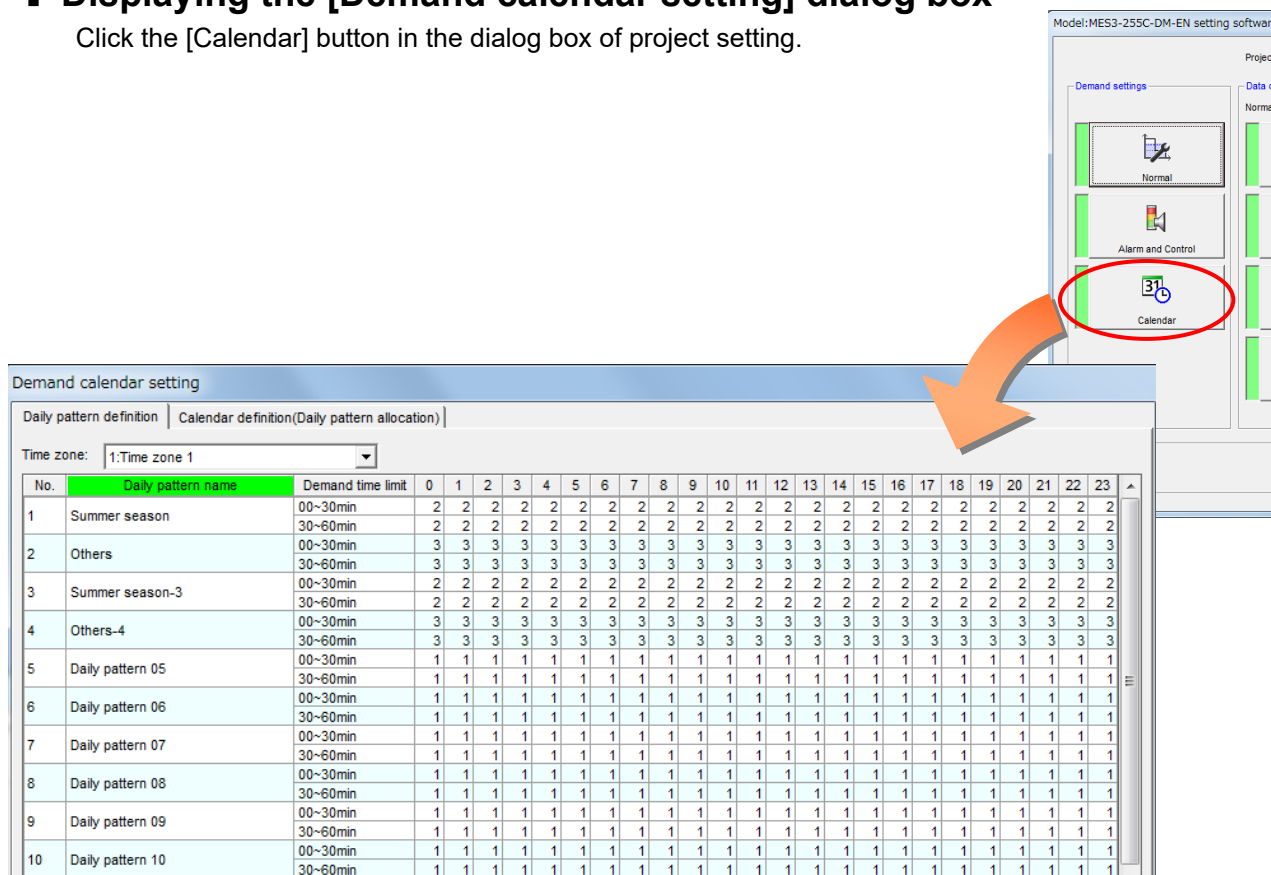 Displaying the [Demand calendar setting] dialog box
Click the [Calendar] button in the dialog box of project setting.
Model:MES3-255C-DM-EN setting softwar
Projec
Demand settings
Data
Norma
Normal
Alarm and Control
31
Calendar
Demand calendar setting
Daily pattern definition Calendar definition(Daily pattern allocation)
Time zone: 1:Time zone 1
No. Daily pattern name Demand time limit 0 1 2 3 4 5 6 7 8 9 10 11 12 13 14 15 16 17 18 19 20 21 22 23
1 Summer season 00~30min 2 2 2 2 2 2 2 2 2 2 2 2 2 2 2 2 2 2 2 2 2 2 2 2
30~60min 2 2 2 2 2 2 2 2 2 2 2 2 2 2 2 2 2 2 2 2 2 2 2 2
2 Others 00~30min 3 3 3 3 3 3 3 3 3 3 3 3 3 3 3 3 3 3 3 3 3 3 3 3
30~60min 3 3 3 3 3 3 3 3 3 3 3 3 3 3 3 3 3 3 3 3 3 3 3 3
3 Summer season-3 00~30min 2 2 2 2 2 2 2 2 2 2 2 2 2 2 2 2 2 2 2 2 2 2 2 2
30~60min 2 2 2 2 2 2 2 2 2 2 2 2 2 2 2 2 2 2 2 2 2 2 2 2
4 Others-4 00~30min 3 3 3 3 3 3 3 3 3 3 3 3 3 3 3 3 3 3 3 3 3 3 3 3
30~60min 3 3 3 3 3 3 3 3 3 3 3 3 3 3 3 3 3 3 3 3 3 3 3 3
5 Daily pattern 05 00~30min 1 1 1 1 1 1 1 1 1 1 1 1 1 1 1 1 1 1 1 1 1 1 1 1
30~60min 1 1 1 1 1 1 1 1 1 1 1 1 1 1 1 1 1 1 1 1 1 1 1 1
6 Daily pattern 06 00~30min 1 1 1 1 1 1 1 1 1 1 1 1 1 1 1 1 1 1 1 1 1 1 1 1
30~60min 1 1 1 1 1 1 1 1 1 1 1 1 1 1 1 1 1 1 1 1 1 1 1 1
7 Daily pattern 07 00~30min 1 1 1 1 1 1 1 1 1 1 1 1 1 1 1 1 1 1 1 1 1 1 1 1
30~60min 1 1 1 1 1 1 1 1 1 1 1 1 1 1 1 1 1 1 1 1 1 1 1 1
8 Daily pattern 08 00~30min 1 1 1 1 1 1 1 1 1 1 1 1 1 1 1 1 1 1 1 1 1 1 1 1
30~60min 1 1 1 1 1 1 1 1 1 1 1 1 1 1 1 1 1 1 1 1 1 1 1 1
9 Daily pattern 09 00~30min 1 1 1 1 1 1 1 1 1 1 1 1 1 1 1 1 1 1 1 1 1 1 1 1
30~60min 1 1 1 1 1 1 1 1 1 1 1 1 1 1 1 1 1 1 1 1 1 1 1 1
10 Daily pattern 10 00~30min 1 1 1 1 1 1 1 1 1 1 1 1 1 1 1 1 1 1 1 1 1 1 1 1
30~60min 1 1 1 1 1 1 1 1 1 1 1 1 1 1 1 1 1 1 1 1 1 1 1 1